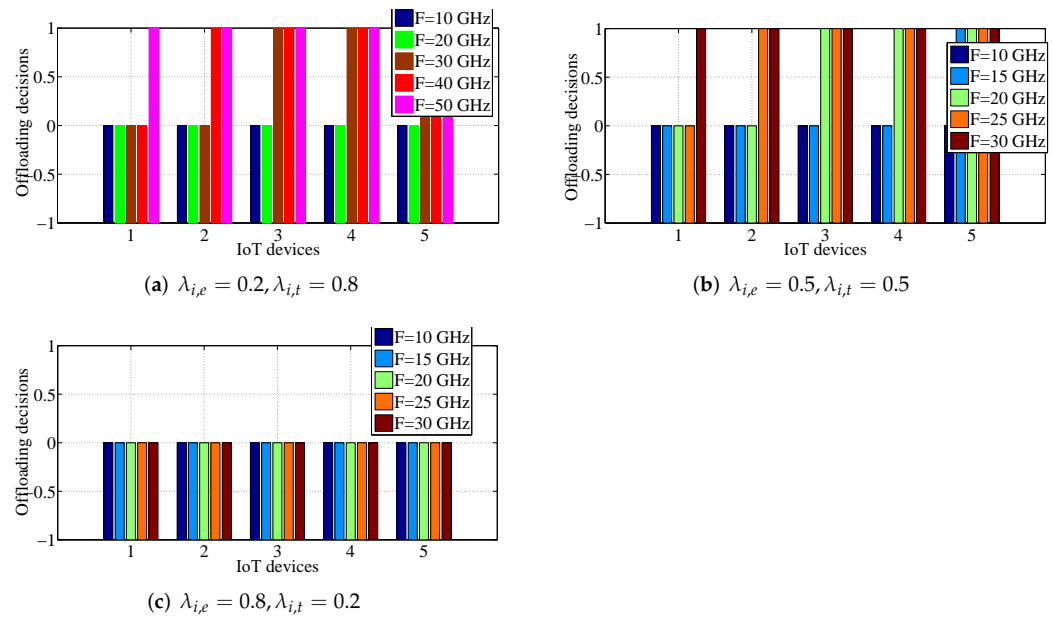 1
0.5
0
−0.5
−1
Offloading decisions
F=10 GHz
F=20 GHz
F=30 GHz
F=40 GHz
F=50 GHz
1 2 3 4 5
IoT devices
(a) λi,e = 0.2, λi,t = 0.8
1
0.5
0
−0.5
−1
Offloading decisions
F=10 GHz
F=15 GHz
F=20 GHz
F=25 GHz
F=30 GHz
1 2 3 4 5
IoT devices
(b) λi,e = 0.5, λi,t = 0.5
1
0.5
0
−0.5
−1
Offloading decisions
F=10 GHz
F=15 GHz
F=20 GHz
F=25 GHz
F=30 GHz
1 2 3 4 5
IoT devices
(c) λi,e = 0.8, λi,t = 0.2